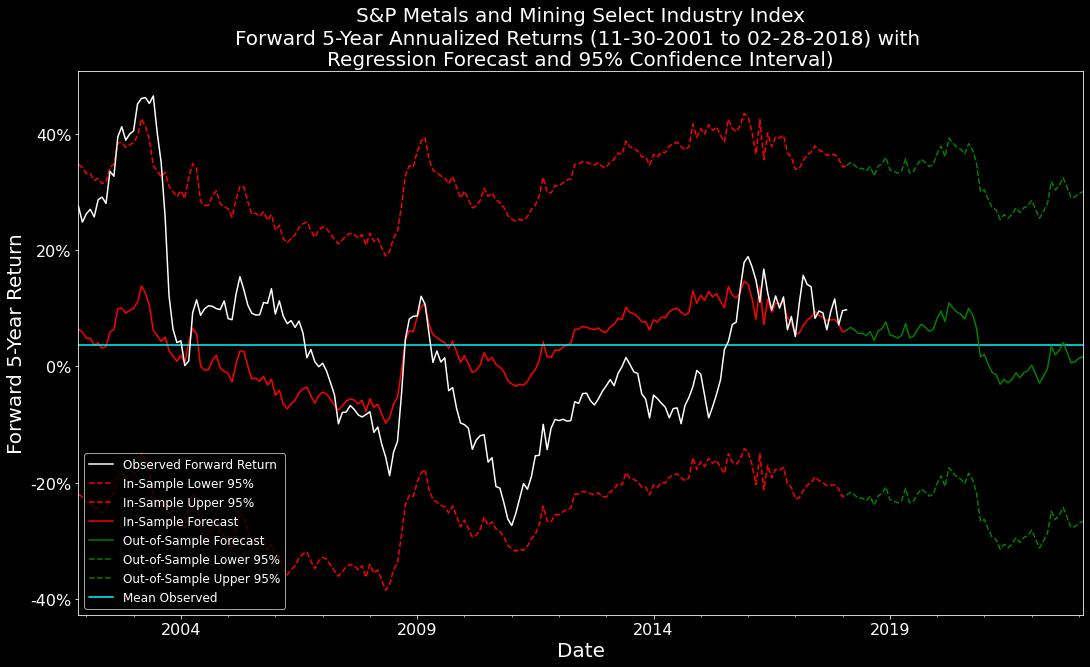 S&P Metals and Mining Select Industry Index
Forward 5-Year Annualized Returns (11-30-2001 to 02-28-2018) with
Regression Forecast and 95% Confidence Interval)
Forward 5-Year Return
40%
20%
0%
-20%
-40%
Observed Forward Return
In-Sample Lower 95%
In-Sample Upper 95%
In-Sample Forecast
Out-of-Sample Forecast
Out-of-Sample Lower 95%
Out-of-Sample Upper 95%
Mean Observed
2004
2009
2014
2019
Date